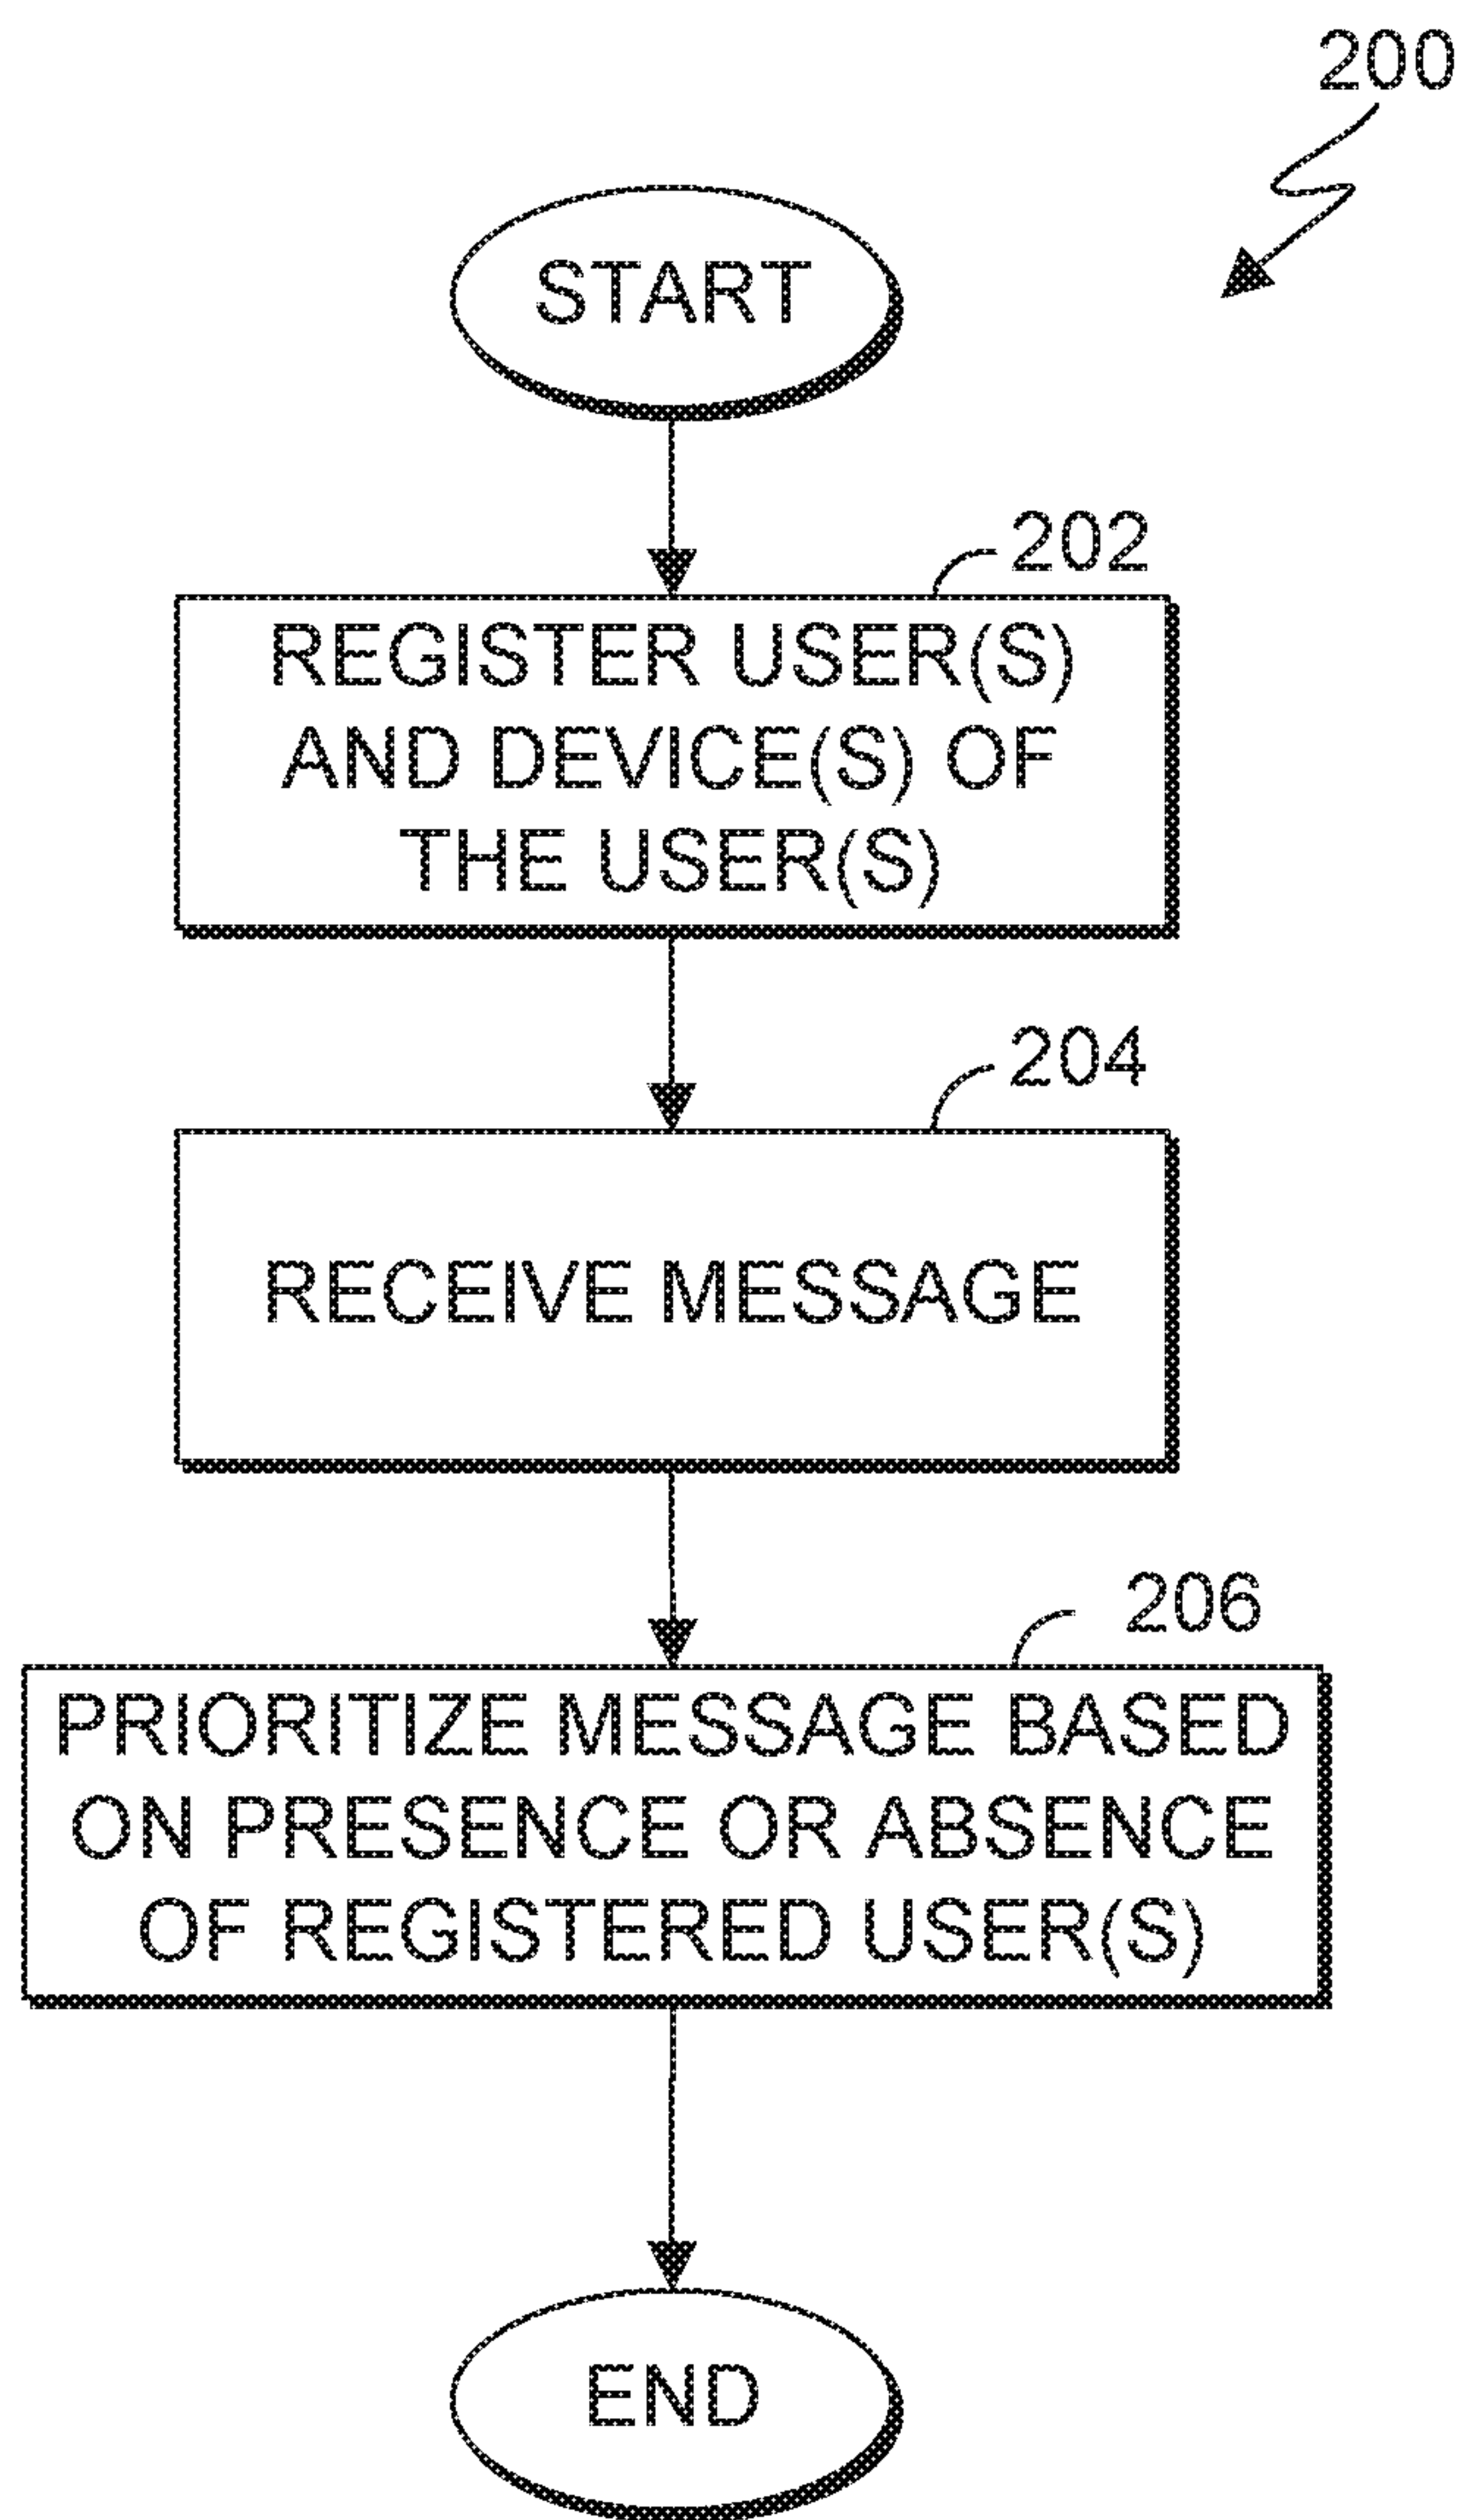 200
START
202
REGISTER USER(S)
AND DEVICE(S) OF
THE USER(S)
204
RECEIVE MESSAGE
206
PRIORITIZE MESSAGE BASED
ON PRESENCE OR ABSENCE
OF REGISTERED USER(S)
END